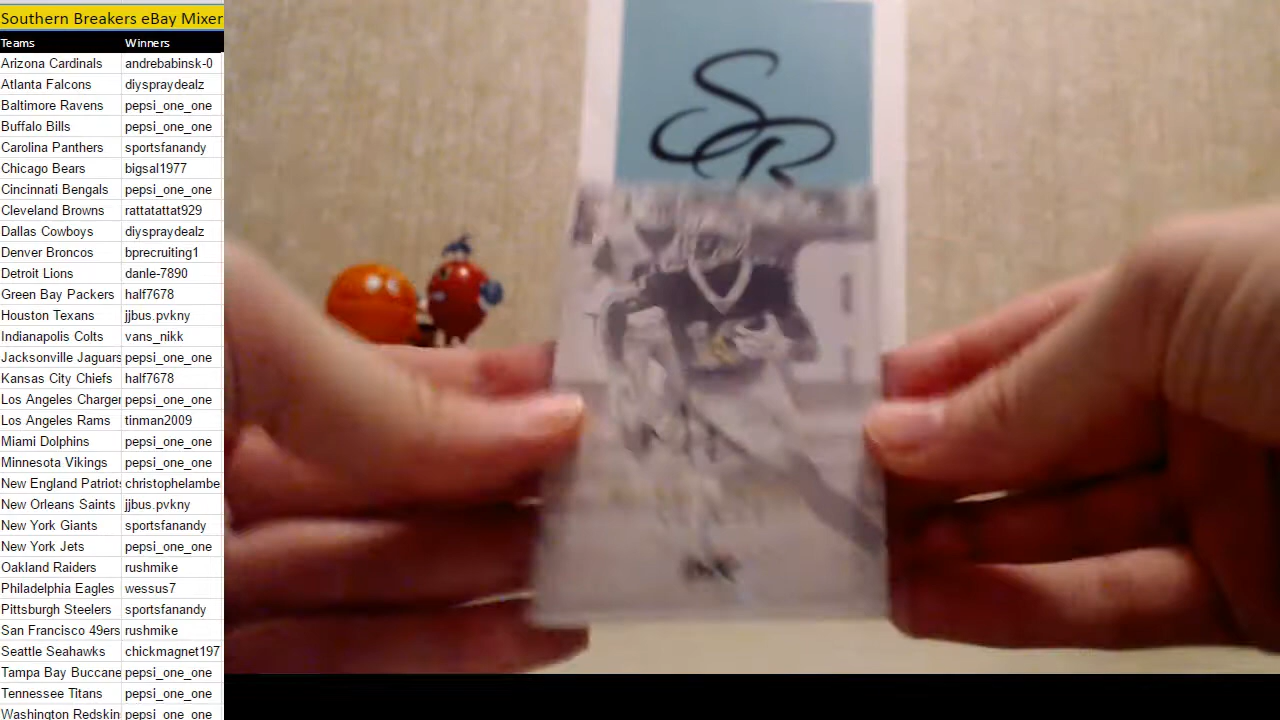 Southern Breakers eBay Mixer
Teams Winners
Arizona Cardinals andrebabinsk-0
Atlanta Falcons diyspraydealz
Baltimore Ravens pepsi_one_one
Buffalo Bills pepsi_one_one
Carolina Panthers sportsfanandy
Chicago Bears bigsal1977
Cincinnati Bengals pepsi_one_one
Cleveland Browns rattatattat929
Dallas Cowboys diyspraydealz
Denver Broncos bprecruiting1
Detroit Lions danle-7890
Green Bay Packers half7678
Houston Texans jjbus.pvkny
Indianapolis Colts vans_nikk
Jacksonville Jaguars pepsi_one_one
Kansas City Chiefs half7678
Los Angeles Charger pepsi_one_one
Los Angeles Rams tinman2009
Miami Dolphins pepsi_one_one
Minnesota Vikings pepsi_one_one
New England Patriots christophelambe
New Orleans Saints jjbus.pvkny
New York Giants sportsfanandy
New York Jets pepsi_one_one
Oakland Raiders rushmike
Philadelphia Eagles wessus7
Pittsburgh Steelers sportsfanandy
San Francisco 49ers rushmike
Seattle Seahawks chickmagnet197
Tampa Bay Buccane pepsi_one_one
Tennessee Titans pepsi_one_one
Washington Redskin pepsi_one_one
SB